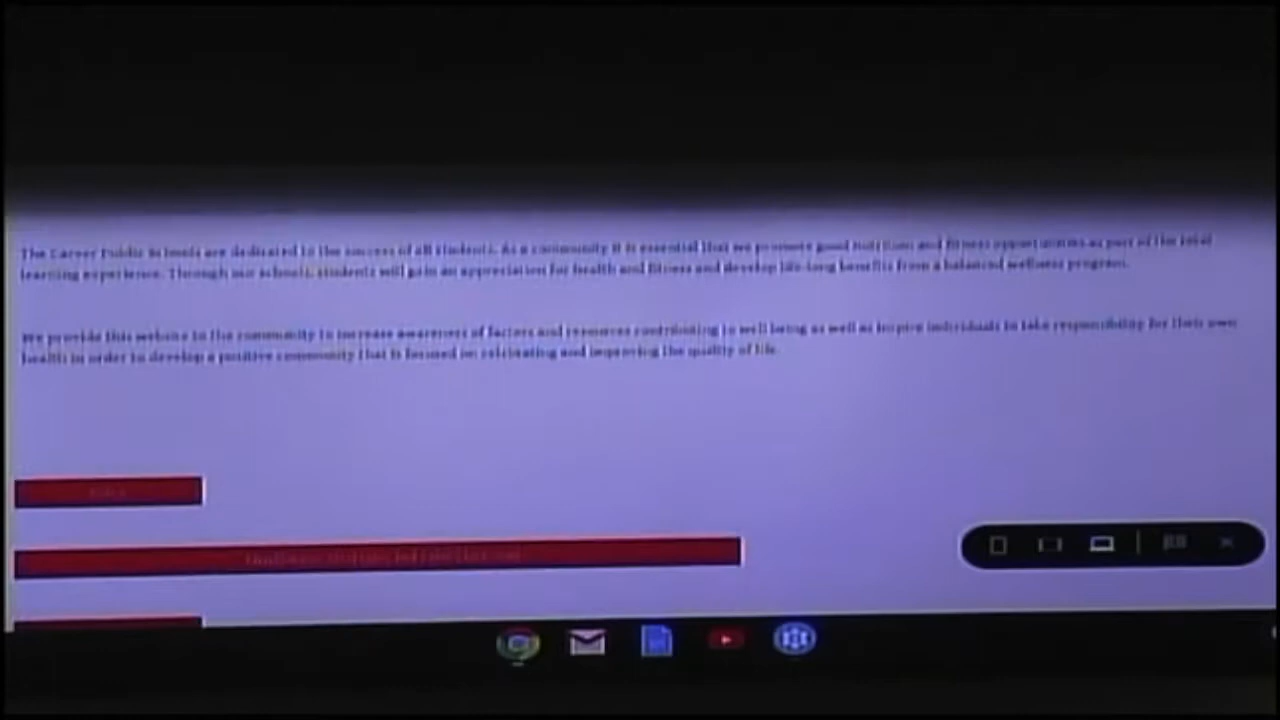 The Carver Public Schools are dedicated to the success of all students. As a community it is essential that we promote good nutrition and fitness opportunities as part of the total
learning experience. Through our schools, students will gain an appreciation for health and fitness and develop life-long benefits from a balanced wellness program.
We provide this website to the community to increase awareness of factors and resources contributing to well being as well as inspire individuals to take responsibility for their own
health in order to develop a positive community that is focused on celebrating and improving the quality of life.